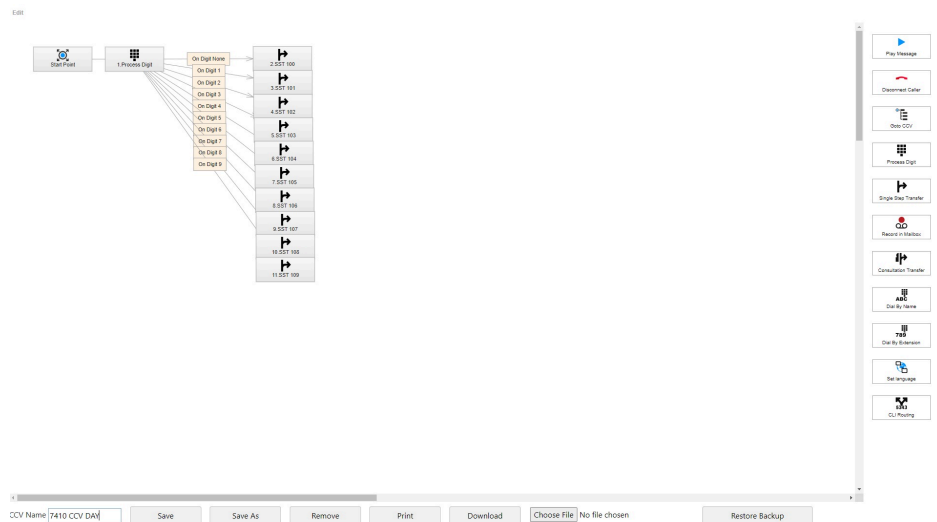 Edit
Start Point
1.Process Digit
On Digit None
On Digit 1
On Digit 2
On Digit 3
On Digit 4
On Digit 5
On Digit 6
On Digit 7
On Digit 8
On Digit 9
2.SST 100
3.SST 101
4.SST 102
5.SST 103
6.SST 104
7.SST 105
8.SST 106
9.SST 107
10.SST 108
11.SST 109
Play Message
Disconnect Caller
Goto CCV
Process Digit
Single Step Transfer
Record in Mailbox
Consultation Transfer
ABC
Dial By Name
789
Dial By Extension
Set language
5343
CLI Routing
CCV Name 7410 CCV DAY Save Save As Remove Print Download Choose File No file chosen Restore Backup